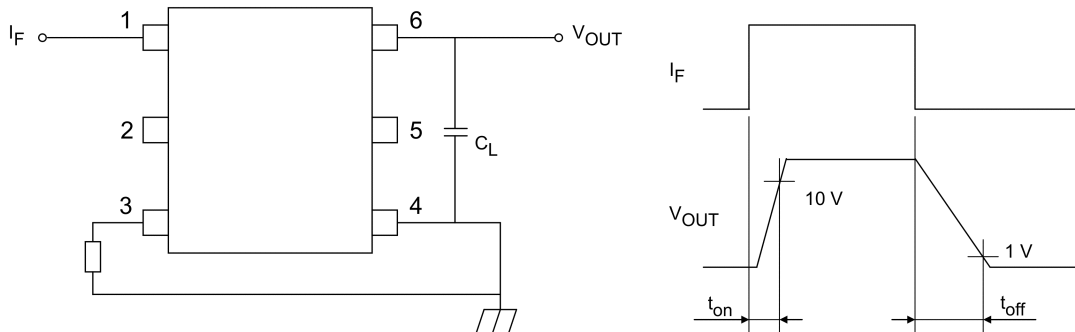 I_F
1
6
V_OUT
2
5
C_L
3
4
I_F
10 V
V_OUT
1 V
t_on
t_off